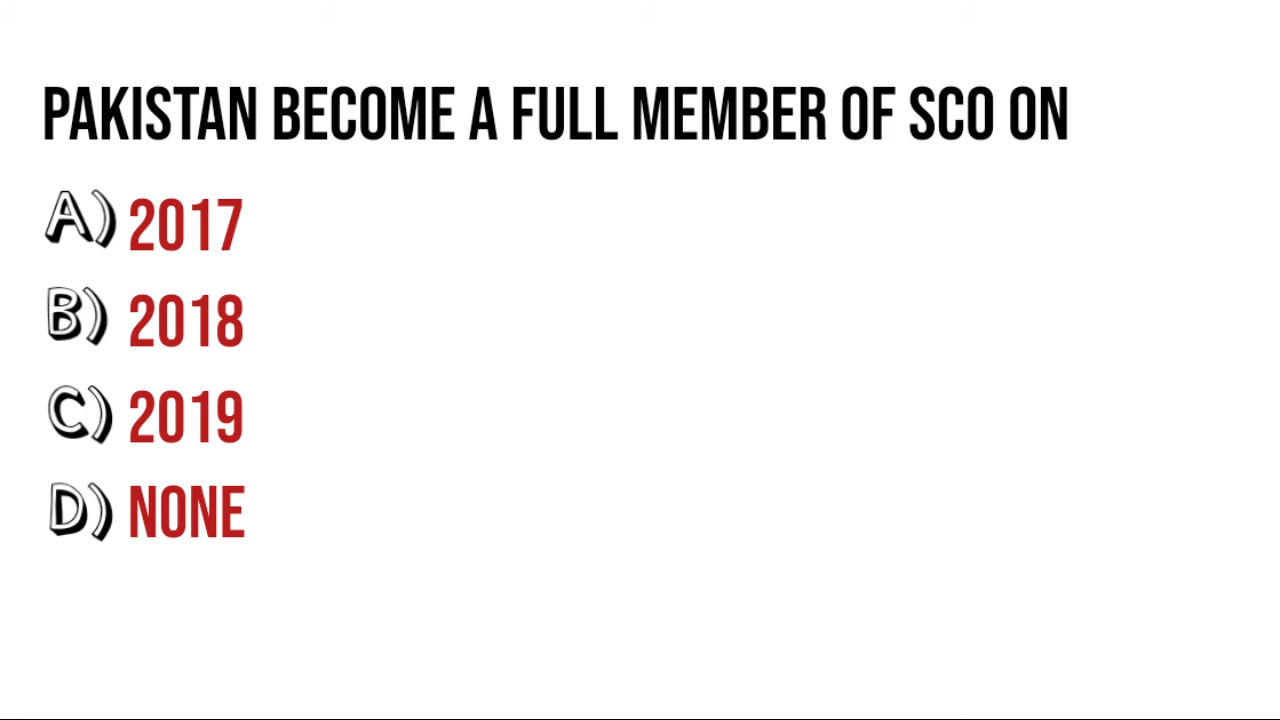 PAKISTAN BECOME A FULL MEMBER OF SCO ON
A) 2017
B) 2018
C) 2019
D) NONE